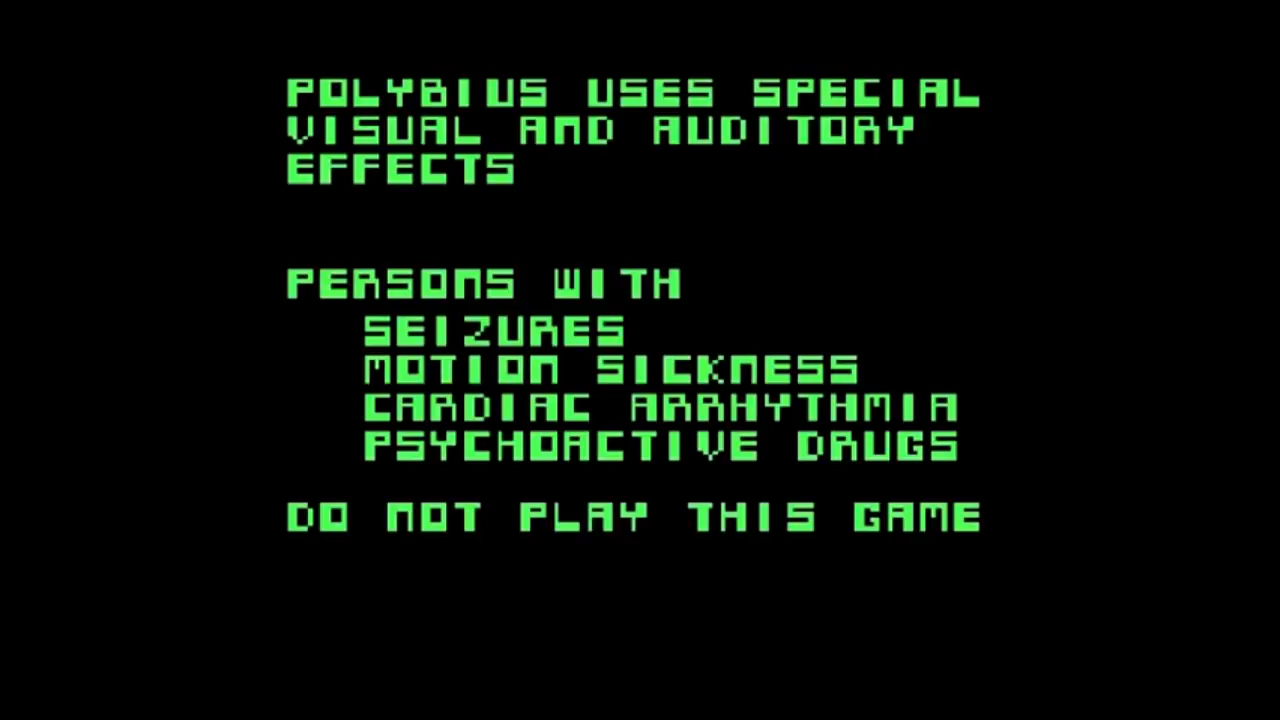 POLYBIUS USES SPECIAL
VISUAL AND AUDITORY
EFFECTS
PERSONS WITH
SEIZURES
MOTION SICKNESS
CARDIAC ARRHYTHMIA
PSYCHOACTIVE DRUGS
DO NOT PLAY THIS GAME